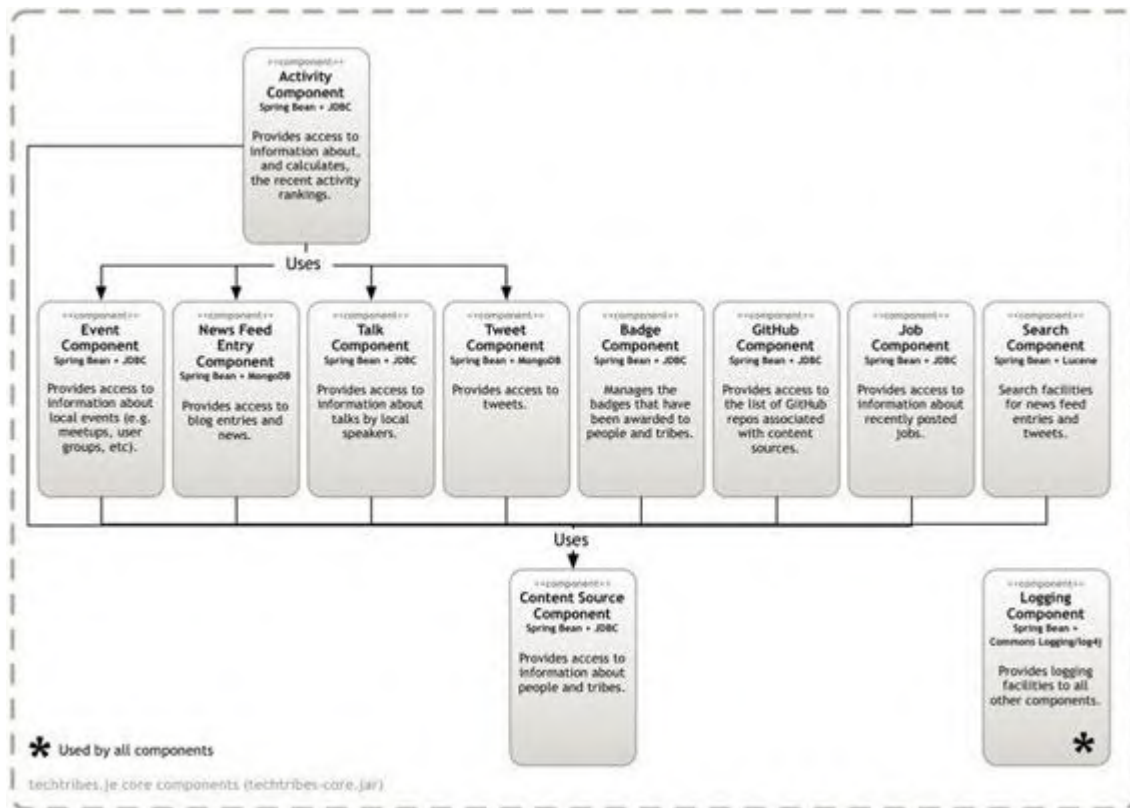 <<component>>
Activity
Component
Spring Bean + JDBC
Provides access to
information about,
and calculates,
the recent activity
rankings.
Uses
<<component>>
Event
Component
Spring Bean + JDBC
Provides access to
information about
local events (e.g.
meetups, user
groups, etc).
<<component>>
News Feed
Entry
Component
Spring Bean + MongoDB
Provides access to
blog entries and
news.
<<component>>
Talk
Component
Spring Bean + JDBC
Provides access to
information about
talks by local
speakers.
<<component>>
Tweet
Component
Spring Bean + MongoDB
Provides access to
tweets.
<<component>>
Badge
Component
Spring Bean + JDBC
Manages the
badges that have
been awarded to
people and tribes.
<<component>>
GitHub
Component
Spring Bean + JDBC
Provides access to
the list of GitHub
repos associated
with content
sources.
<<component>>
Job
Component
Spring Bean + JDBC
Provides access to
information about
recently posted
jobs.
<<component>>
Search
Component
Spring Bean + Lucene
Search facilities
for news feed
entries and
tweets.
Uses
<<component>>
Content Source
Component
Spring Bean + JDBC
Provides access to
information about
people and tribes.
<<component>>
Logging
Component
Spring Bean +
Commons Logging/log4j
Provides logging
facilities to all
other components.
*
* Used by all components
techtribes.je core components (techtribes-core.jar)